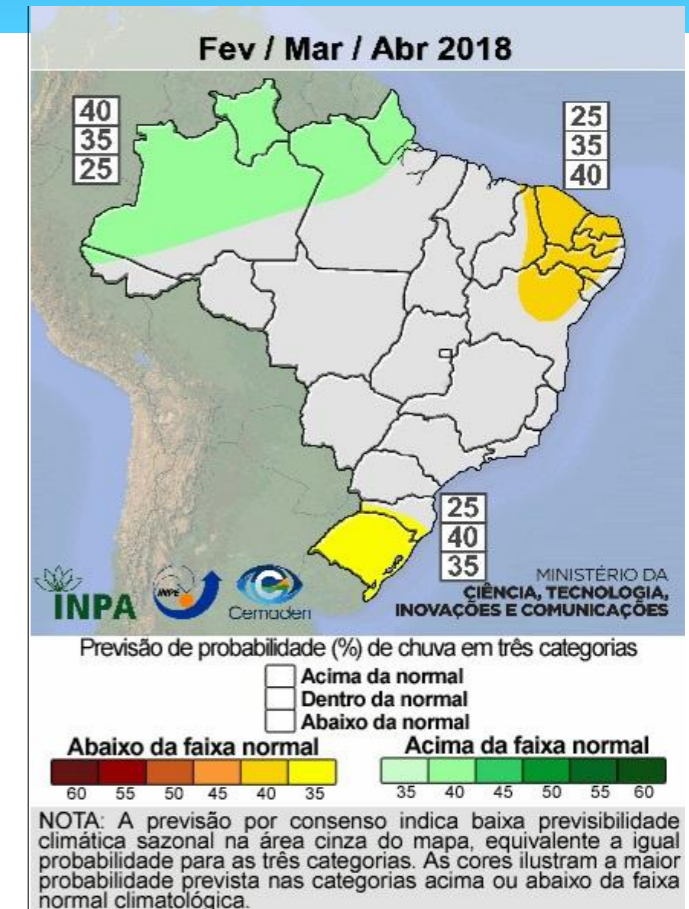 Fev / Mar / Abr 2018
40
35
25
25
35
40
25
40
35
INPA
INPE
Cemaden
MINISTÉRIO DA
CIÊNCIA, TECNOLOGIA,
INOVAÇÕES E COMUNICAÇÕES
Previsão de probabilidade (%) de chuva em três categorias
Acima da normal
Dentro da normal
Abaixo da normal
Abaixo da faixa normal
60 55 50 45 40 35
Acima da faixa normal
35 40 45 50 55 60
NOTA: A previsão por consenso indica baixa previsibilidade
climática sazonal na área cinza do mapa, equivalente a igual
probabilidade para as três categorias. As cores ilustram a maior
probabilidade prevista nas categorias acima ou abaixo da faixa
normal climatológica.